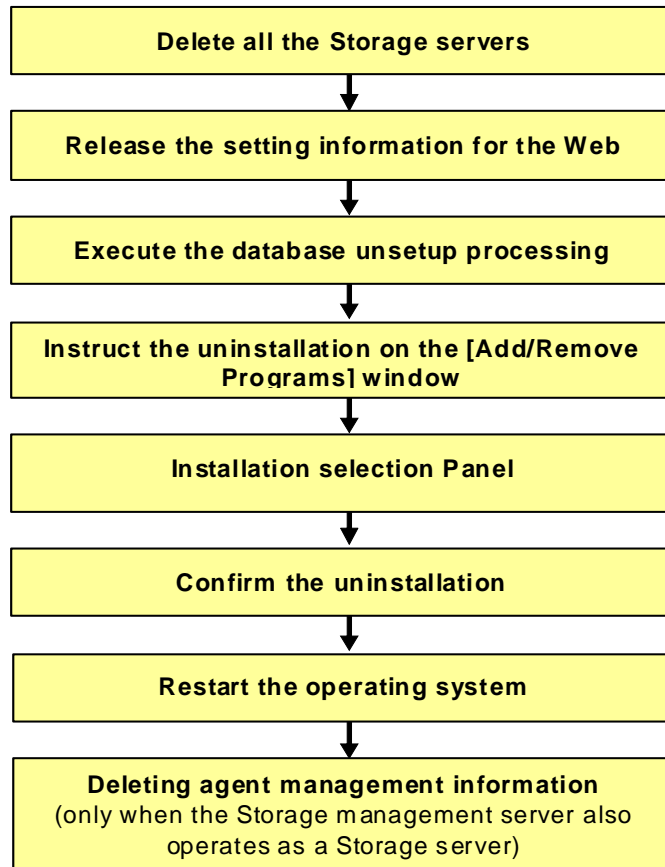 Delete all the Storage servers
Release the setting information for the Web
Execute the database unsetup processing
Instruct the uninstallation on the [Add/Remove
Programs] window
Installation selection Panel
Confirm the uninstallation
Restart the operating system
Deleting agent management information
(only when the Storage management server also
operates as a Storage server)